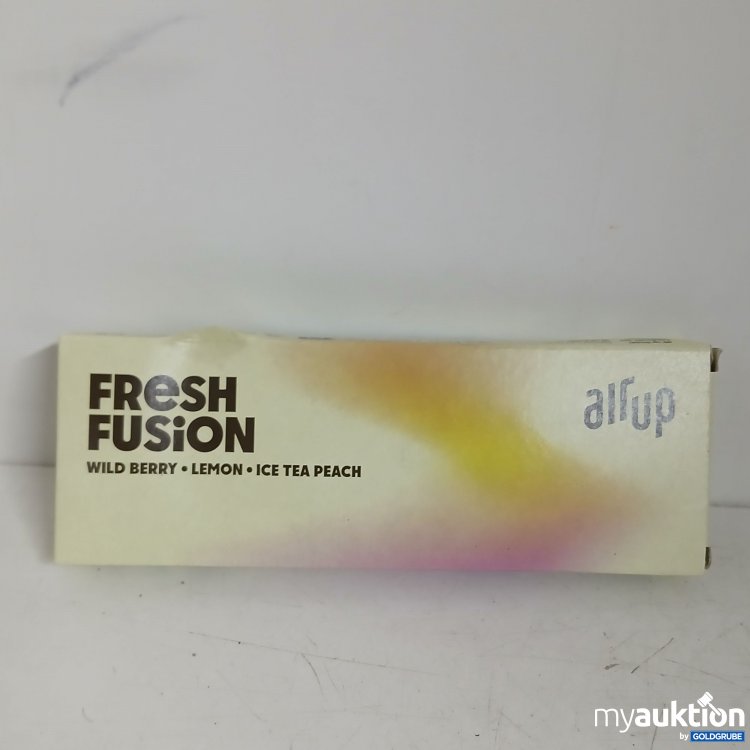 FReSH
FUSiON
WILD BERRY • LEMON • ICE TEA PEACH
air up
myauktion
by GOLDGRUBE